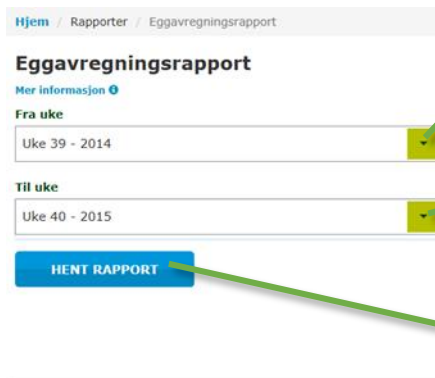 Hjem / Rapporter / Eggavregningsrapport
Eggavregningsrapport
Mer informasjon
Fra uke
Uke 39 - 2014
Til uke
Uke 40 - 2015
HENT RAPPORT